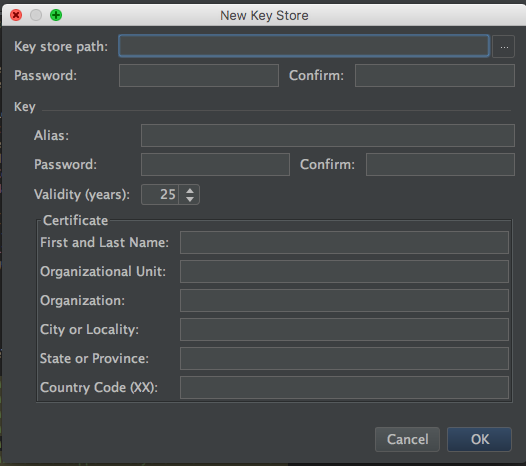 New Key Store
Key store path: ...
Password: Confirm:
Key
Alias:
Password: Confirm:
Validity (years): 25
Certificate
First and Last Name:
Organizational Unit:
Organization:
City or Locality:
State or Province:
Country Code (XX):
Cancel OK